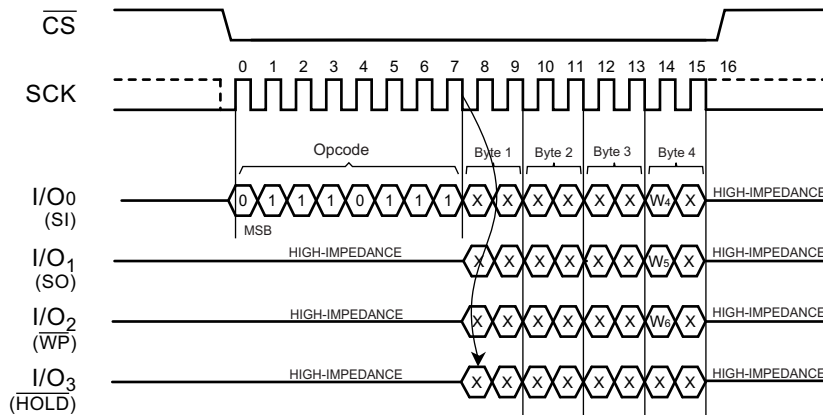 CS
0 1 2 3 4 5 6 7 8 9 10 11 12 13 14 15 16
SCK
Opcode Byte 1 Byte 2 Byte 3 Byte 4
I/O0 0 1 1 1 0 1 1 1 X X X X X X W4 X HIGH-IMPEDANCE
(SI)
MSB
I/O1 HIGH-IMPEDANCE X X X X X X W5 X HIGH-IMPEDANCE
(SO)
I/O2 HIGH-IMPEDANCE X X X X X X W6 X HIGH-IMPEDANCE
(WP)
I/O3 HIGH-IMPEDANCE X X X X X X X X HIGH-IMPEDANCE
(HOLD)